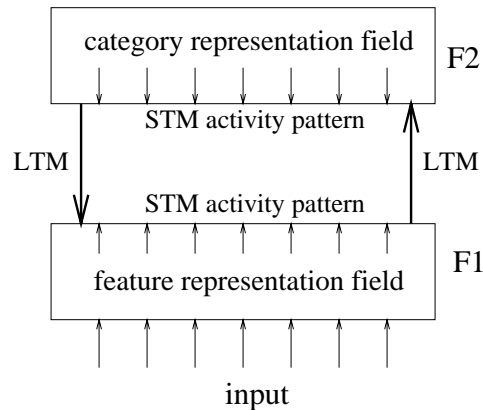 category representation field
F2
STM activity pattern
LTM
LTM
STM activity pattern
F1
feature representation field
input